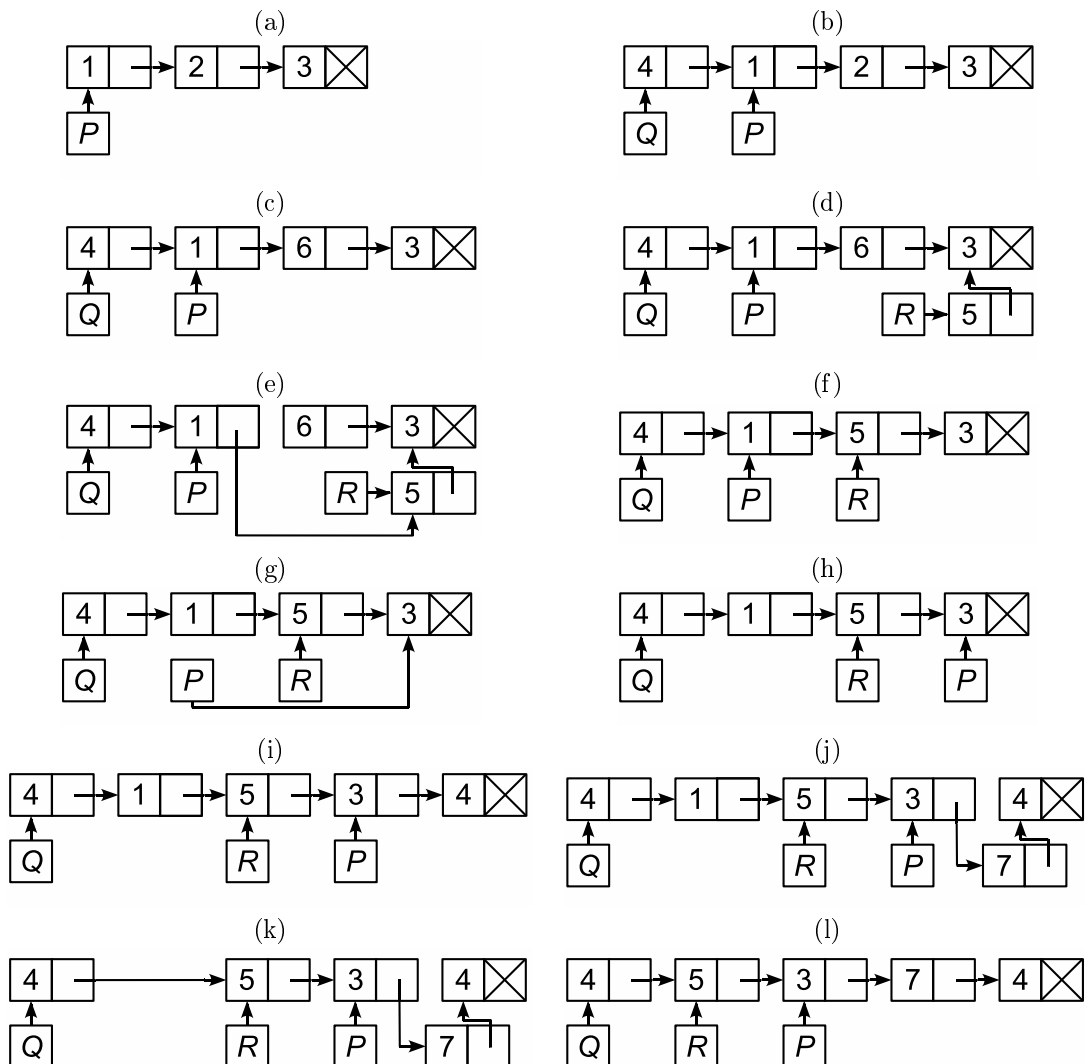 (a) (b)
1 2 3 4 1 2 3
P Q P
(c) (d)
4 1 6 3 4 1 6 3
Q P Q P R 5
(e) (f)
4 1 6 3 4 1 5 3
Q P R 5 Q P R
(g) (h)
4 1 5 3 4 1 5 3
Q P R Q R P
(i) (j)
4 1 5 3 4 4 1 5 3 4
Q R P Q R P 7
(k) (l)
4 5 3 4 4 5 3 7 4
Q R P 7 Q R P